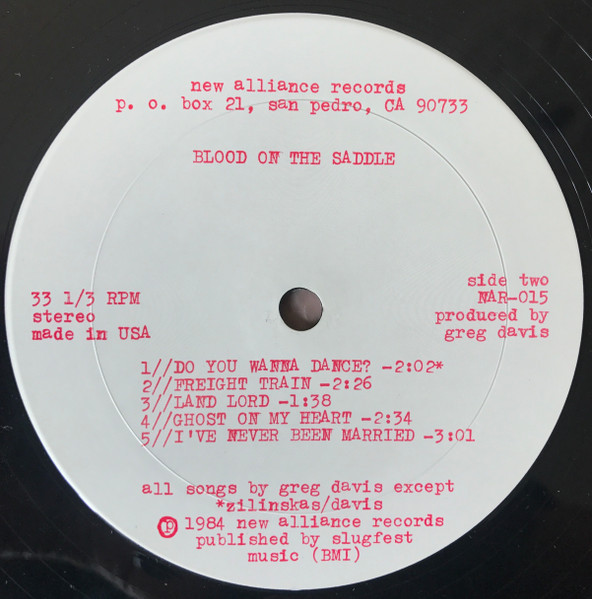 new alliance records
p. o. box 21, san pedro, CA 90733
BLOOD ON THE SADDLE
33 1/3 RPM
stereo
made in USA
side two
NAR-015
produced by
greg davis
1//DO YOU WANNA DANCE? -2:02*
2//FREIGHT TRAIN -2:26
3//LAND LORD -1:38
4//GHOST ON MY HEART -2:34
5//I'VE NEVER BEEN MARRIED -3:01
all songs by greg davis except
*zilinskas/davis
℗ 1984 new alliance records
published by slugfest
music (BMI)